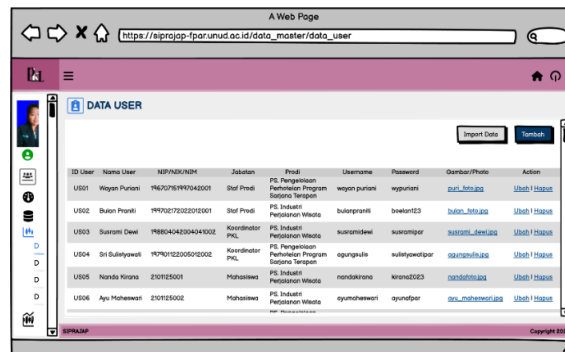 A Web Page
https://siprajap-fpar.unud.ac.id/data_master/data_user
DATA USER
Import Data Tambah
ID User Nama User NIP/NIK/NIM Jabatan Prodi Username Password Gambar/Photo Action
US01 Wayan Puriani 196707151997042001 Staf Prodi PS. Pengelolaan Perhotelan Program Sarjana Terapan wayan puriani wypuriani puri_foto.jpg Ubah | Hapus
US02 Bulan Praniti 199702172022012001 Staf Prodi PS. Industri Perjalanan Wisata bulanpraniti boelan123 bulan_foto.jpg Ubah | Hapus
US03 Susrami Dewi 198804042004041002 Koordinator PKL PS. Industri Perjalanan Wisata susramidewi susramipar susrami_dewi.jpg Ubah | Hapus
US04 Sri Sulistyawati 197901122005012002 Koordinator PKL PS. Pengelolaan Perhotelan Program Sarjana Terapan agungsulis sulistyawatipar agungsulis.jpg Ubah | Hapus
US05 Nanda Kirana 2101125001 Mahasiswa PS. Industri Perjalanan Wisata nandakirana kirana2023 nandafoto.jpg Ubah | Hapus
US06 Ayu Maheswari 2101125002 Mahasiswa PS. Industri Perjalanan Wisata ayumaheswari ayunafpar ayu_maheswari.jpg Ubah | Hapus
D
D
D
D
SIPRAJAP Copyright